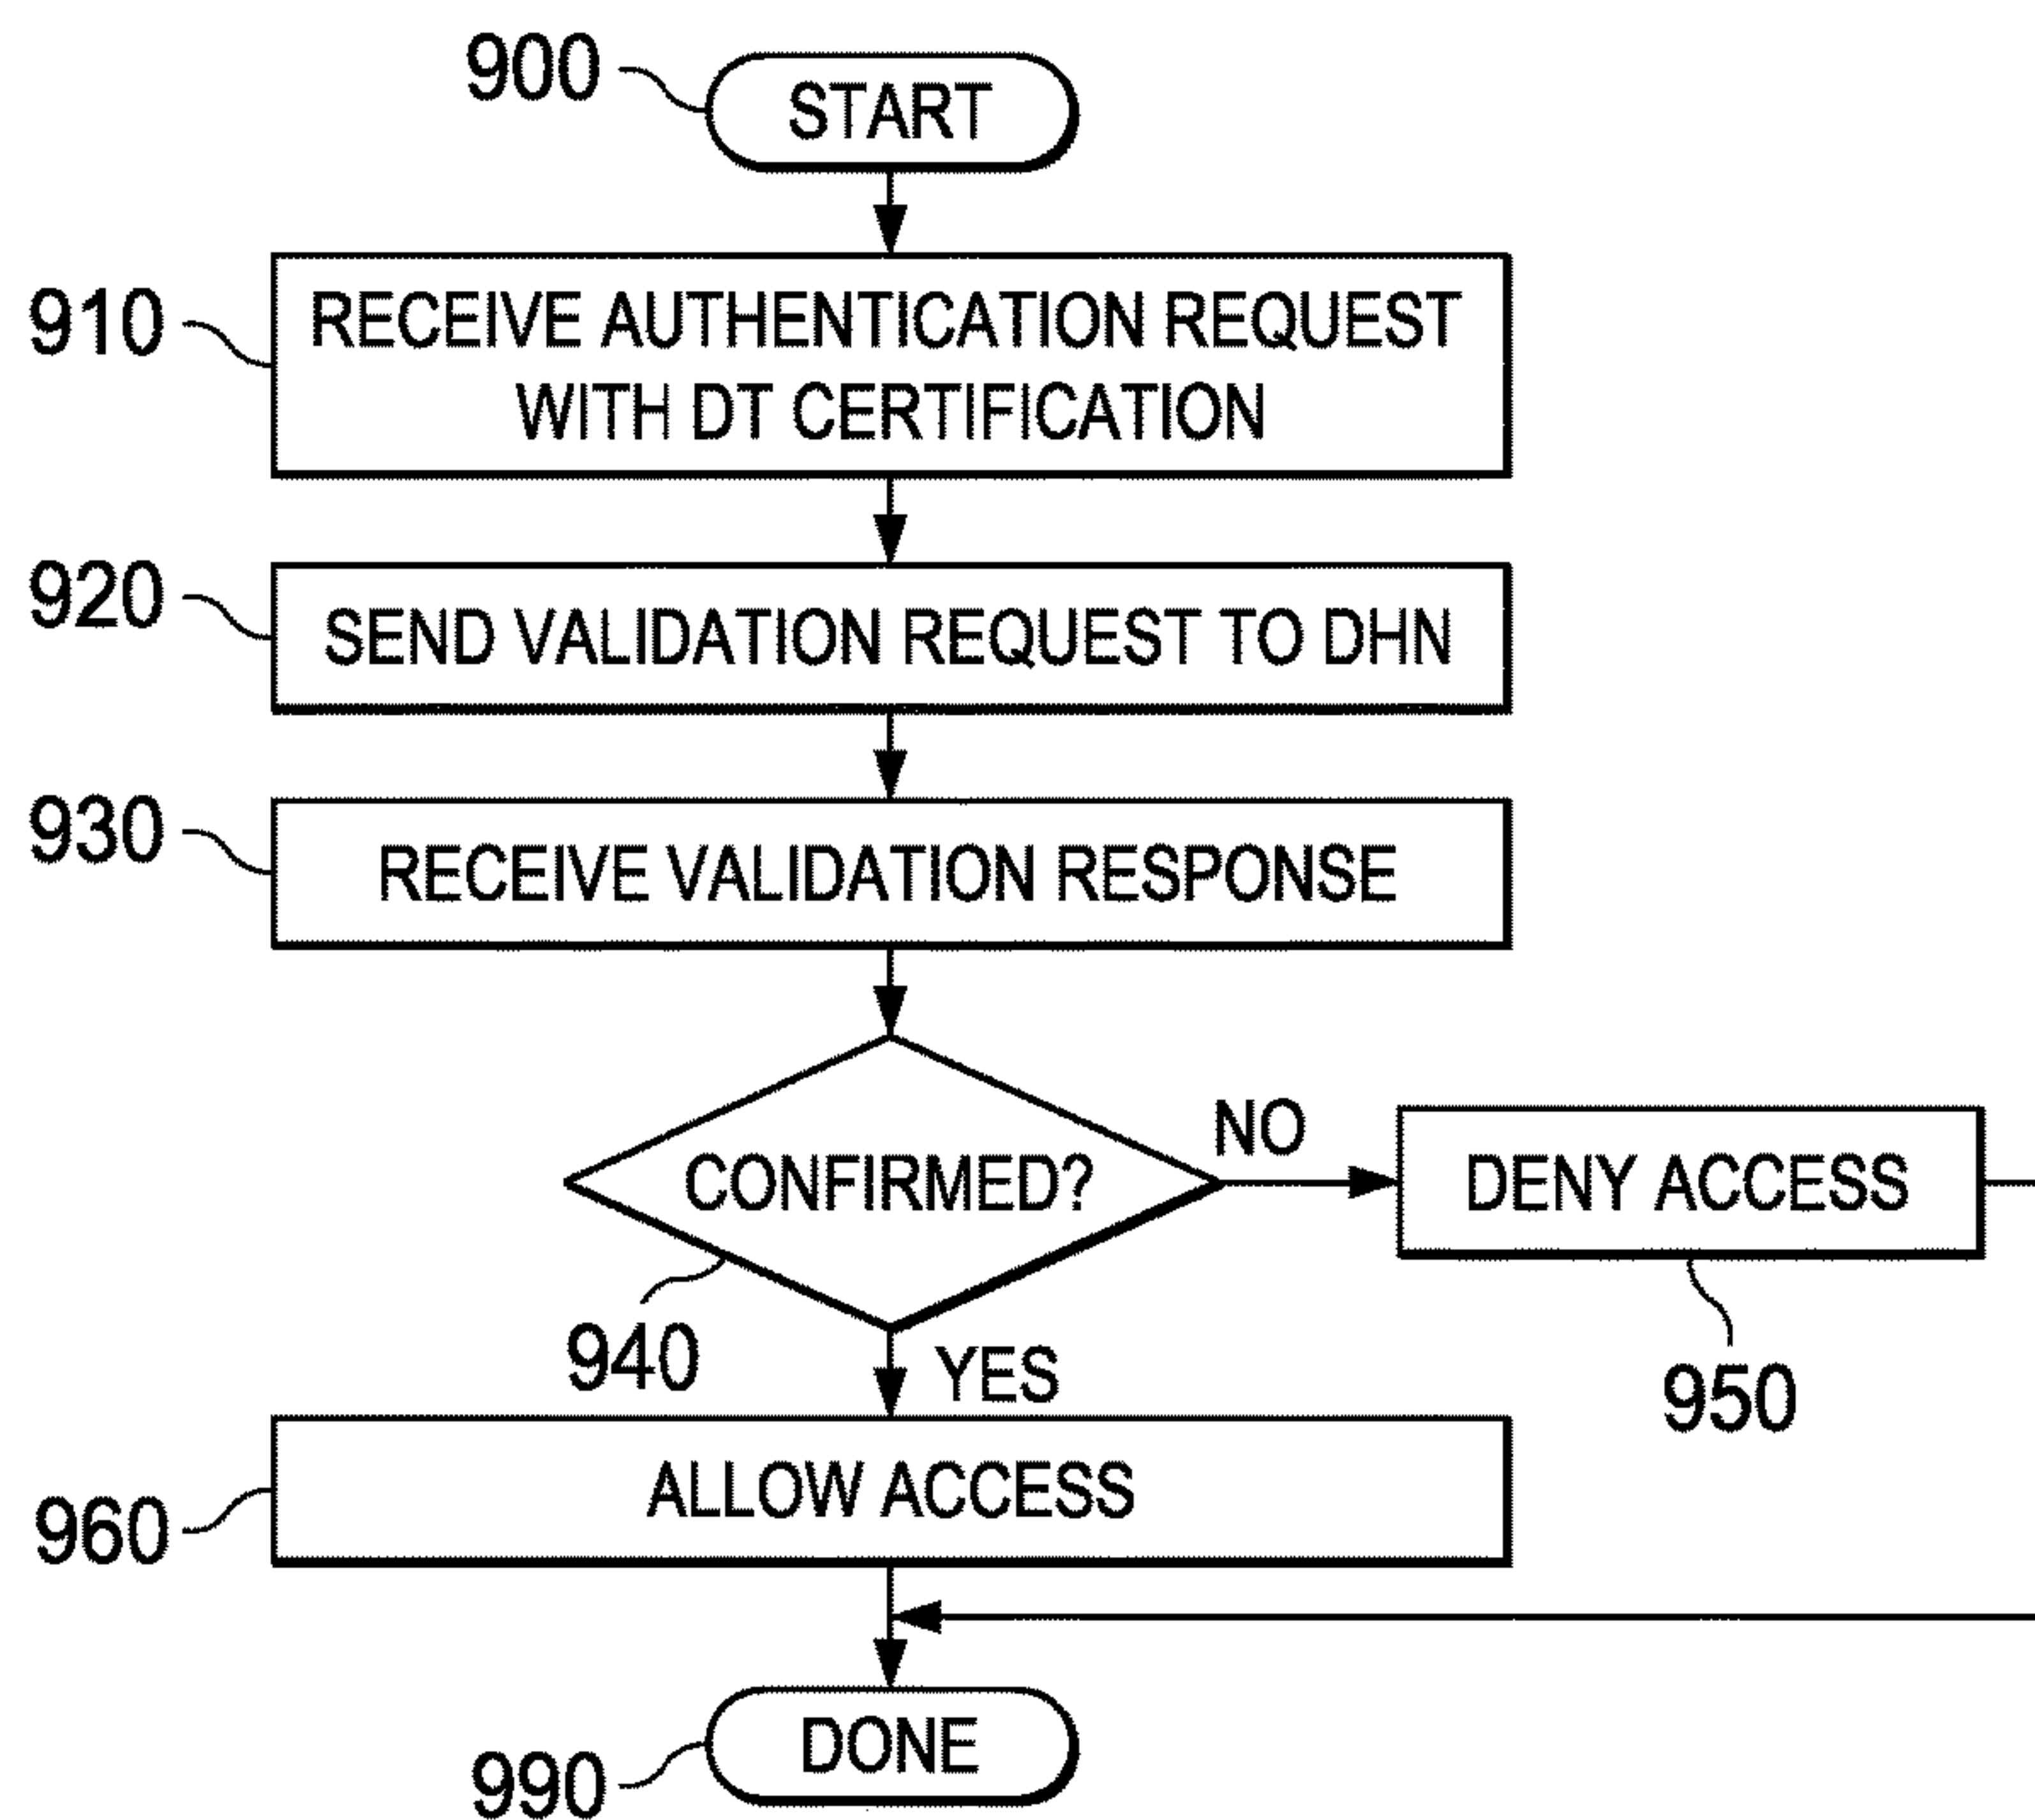 900
START
910
RECEIVE AUTHENTICATION REQUEST
WITH DT CERTIFICATION
920
SEND VALIDATION REQUEST TO DHN
930
RECEIVE VALIDATION RESPONSE
CONFIRMED?
NO
DENY ACCESS
940
YES
950
ALLOW ACCESS
960
DONE
990